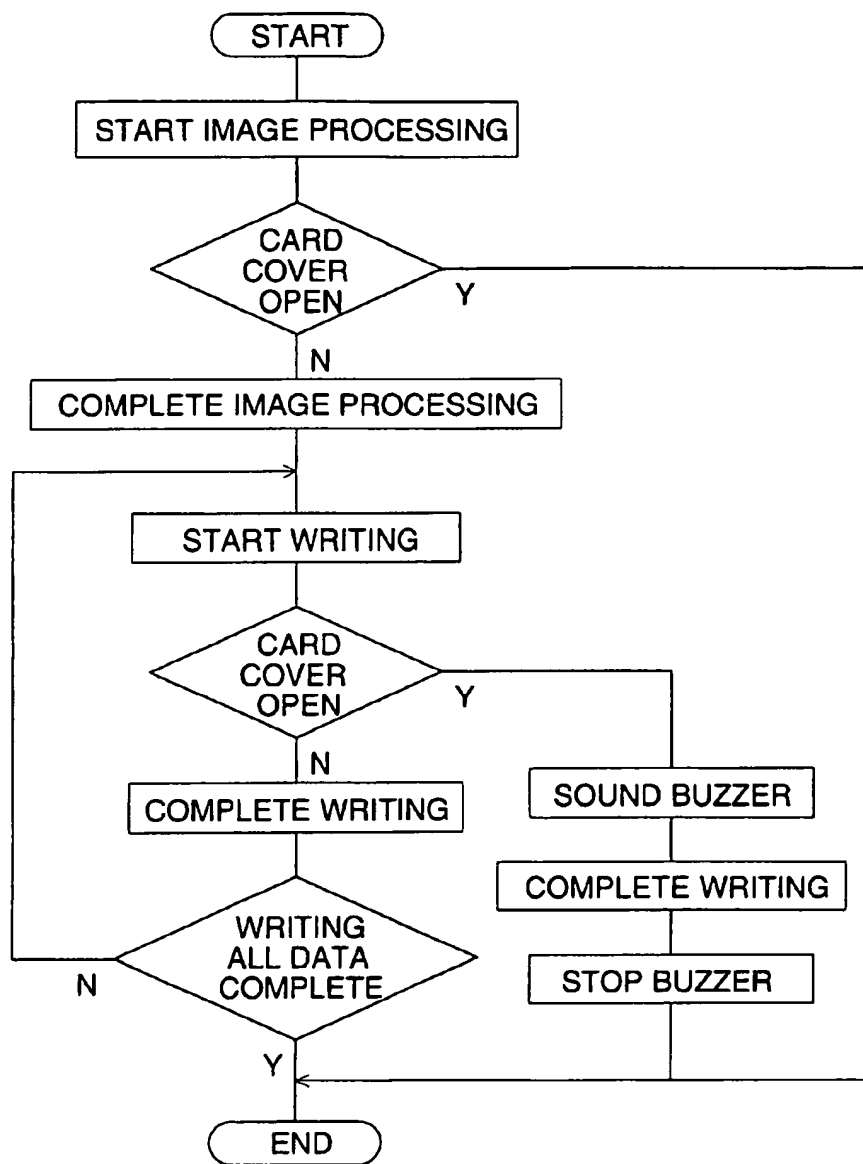 START
START IMAGE PROCESSING
CARD
COVER
OPEN
Y
N
COMPLETE IMAGE PROCESSING
START WRITING
CARD
COVER
OPEN
Y
N
COMPLETE WRITING
SOUND BUZZER
COMPLETE WRITING
WRITING
ALL DATA
COMPLETE
N
STOP BUZZER
Y
END